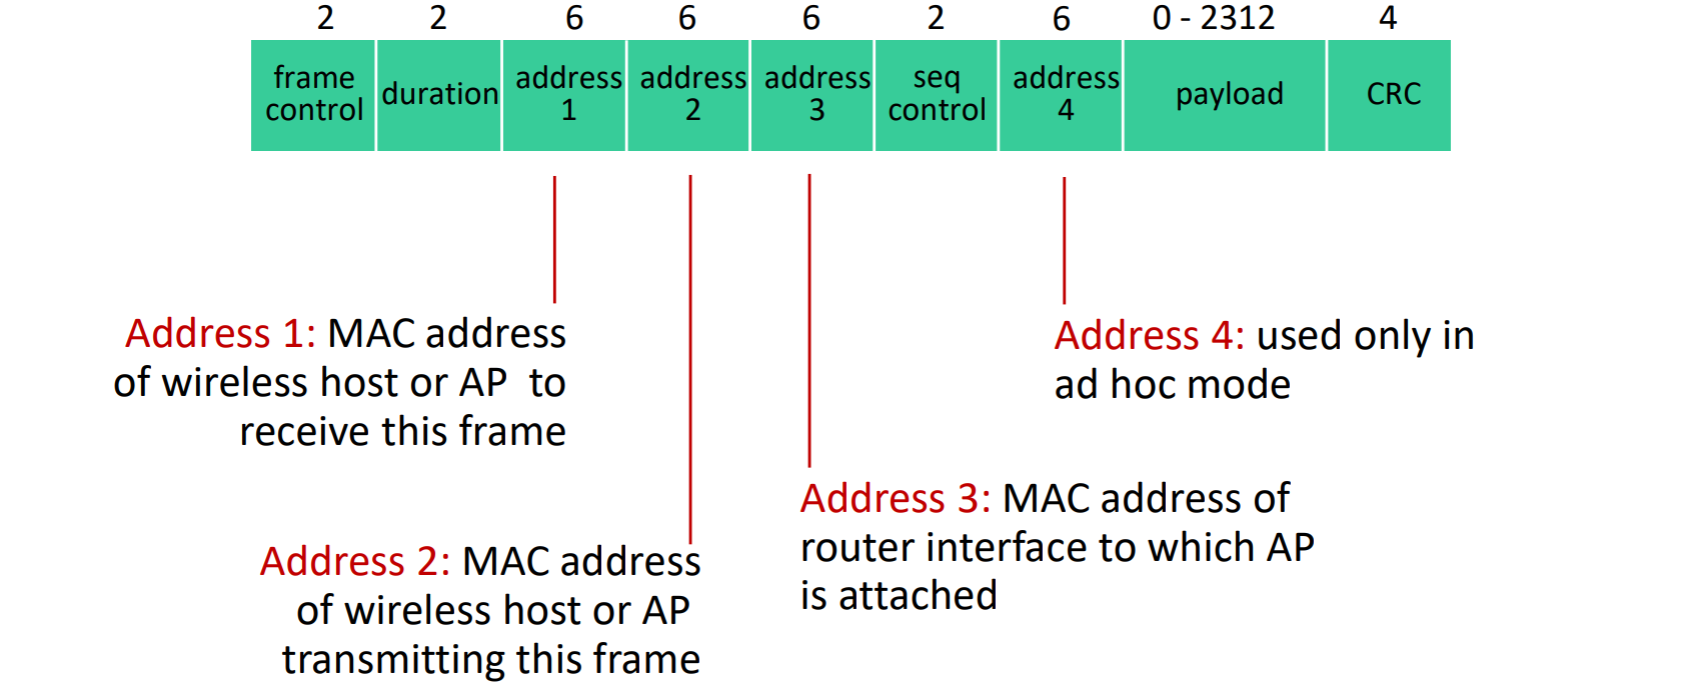 2 2 6 6 6 2 6 0 - 2312 4
frame control
duration
address 1
address 2
address 3
seq control
address 4
payload
CRC
Address 1: MAC address
of wireless host or AP to
receive this frame
Address 2: MAC address
of wireless host or AP
transmitting this frame
Address 3: MAC address of
router interface to which AP
is attached
Address 4: used only in
ad hoc mode